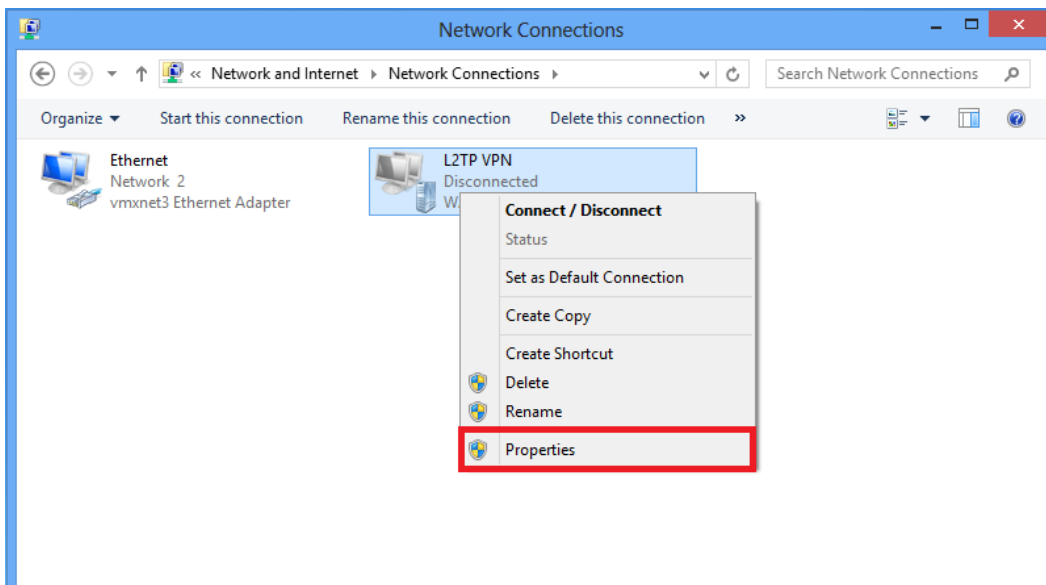 Network Connections
« Network and Internet Network Connections
Search Network Connections
Organize Start this connection Rename this connection Delete this connection »
Ethernet
Network 2
vmxnet3 Ethernet Adapter
L2TP VPN
Disconnected
Connect / Disconnect
Status
Set as Default Connection
Create Copy
Create Shortcut
Delete
Rename
Properties